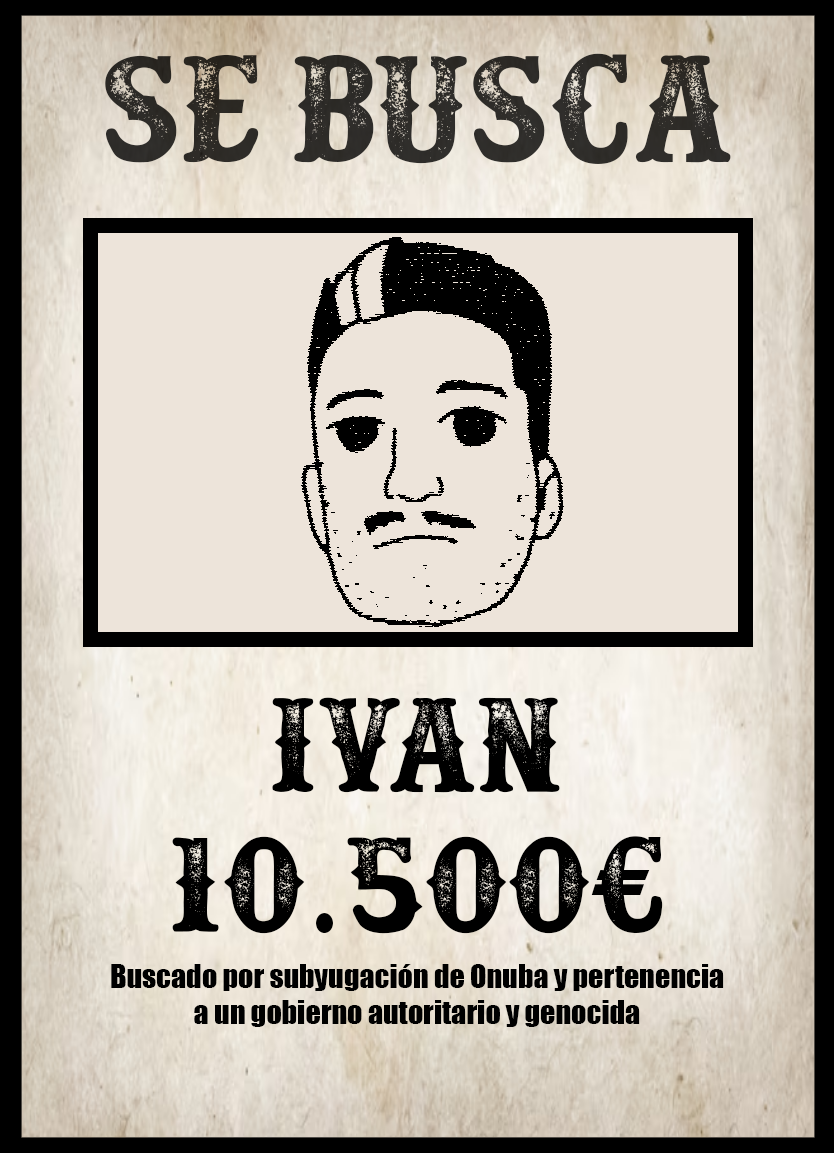 SE BUSCA
IVAN
10.500€
Buscado por subyugación de Onuba y pertenencia
a un gobierno autoritario y genocida